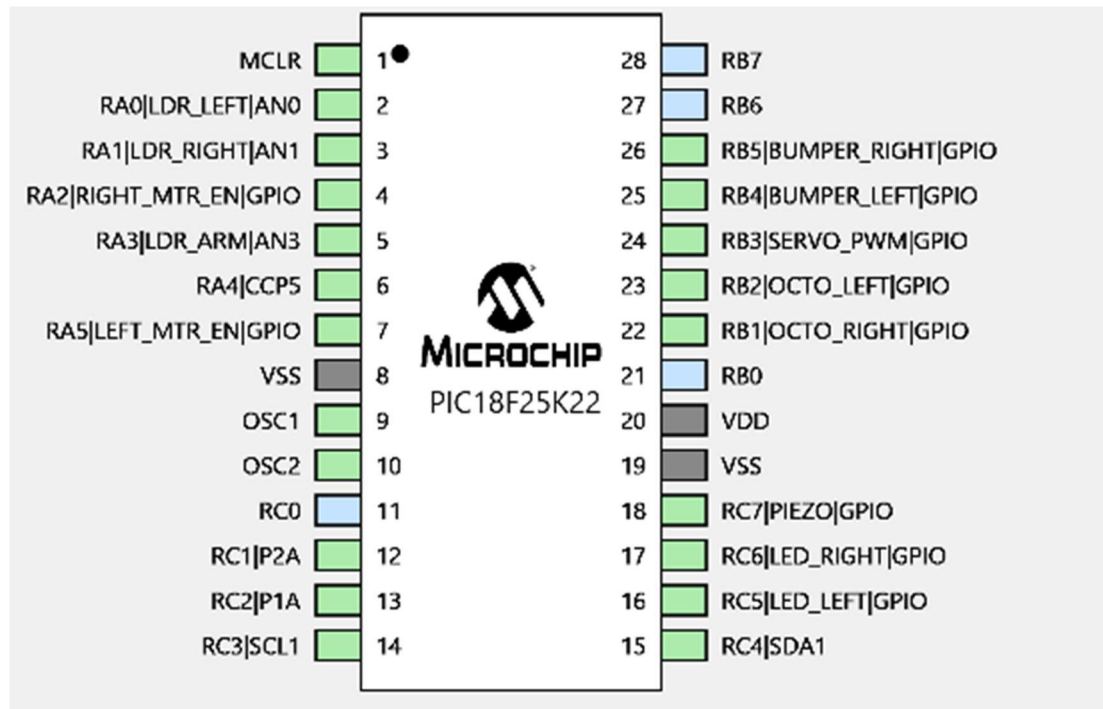 MCLR 1 28 RB7
RA0|LDR_LEFT|AN0 2 27 RB6
RA1|LDR_RIGHT|AN1 3 26 RB5|BUMPER_RIGHT|GPIO
RA2|RIGHT_MTR_EN|GPIO 4 25 RB4|BUMPER_LEFT|GPIO
RA3|LDR_ARM|AN3 5 24 RB3|SERVO_PWM|GPIO
RA4|CCP5 6 23 RB2|OCTO_LEFT|GPIO
RA5|LEFT_MTR_EN|GPIO 7 22 RB1|OCTO_RIGHT|GPIO
MICROCHIP
VSS 8 21 RB0
PIC18F25K22
OSC1 9 20 VDD
OSC2 10 19 VSS
RC0 11 18 RC7|PIEZO|GPIO
RC1|P2A 12 17 RC6|LED_RIGHT|GPIO
RC2|P1A 13 16 RC5|LED_LEFT|GPIO
RC3|SCL1 14 15 RC4|SDA1